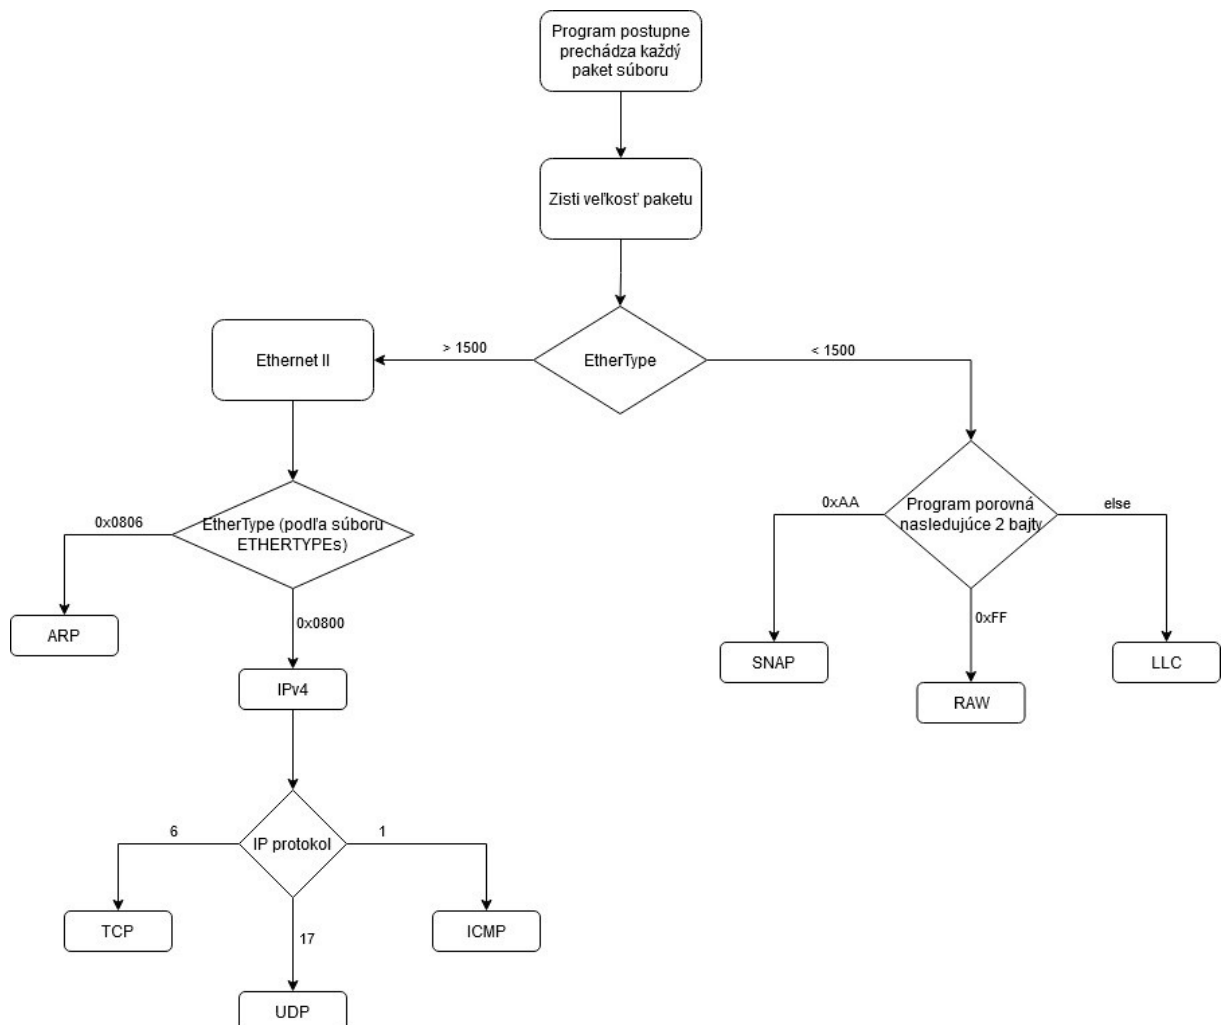 Program postupne
prechádza každý
paket súboru
Zisti veľkosť paketu
EtherType
> 1500
< 1500
Ethernet II
EtherType (podľa súboru
ETHERTYPEs)
0x0806
0x0800
ARP
IPv4
IP protokol
6
1
17
TCP
ICMP
UDP
Program porovná
nasledujúce 2 bajty
0xAA
else
0xFF
SNAP
LLC
RAW